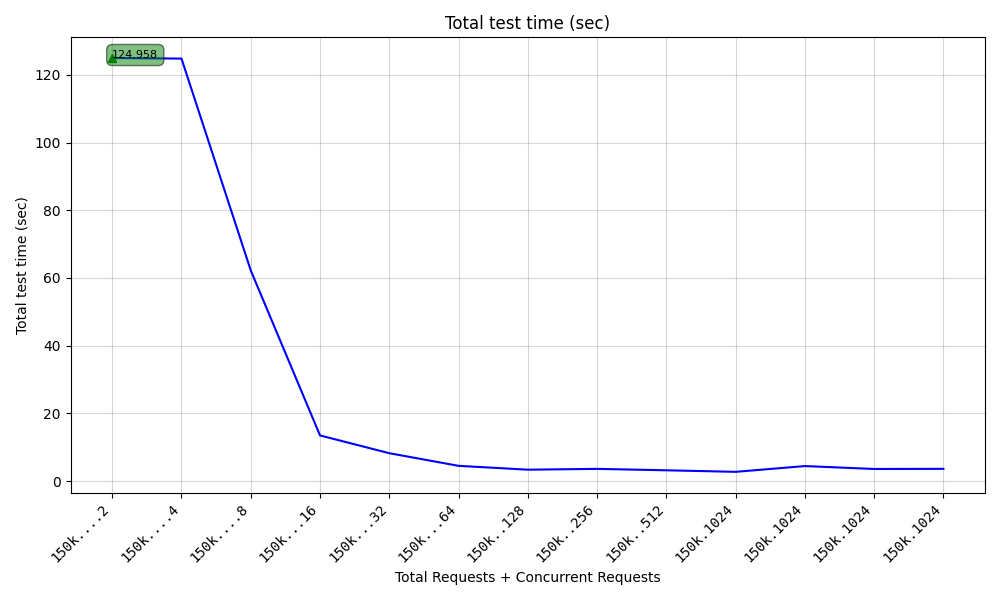 Total test time (sec)
124.958
120
100
80
60
40
20
0
Total test time (sec)
150k....2
150k....4
150k....8
150k...16
150k...32
150k...64
150k..128
150k..256
150k..512
150k.1024
150k.1024
150k.1024
150k.1024
Total Requests + Concurrent Requests